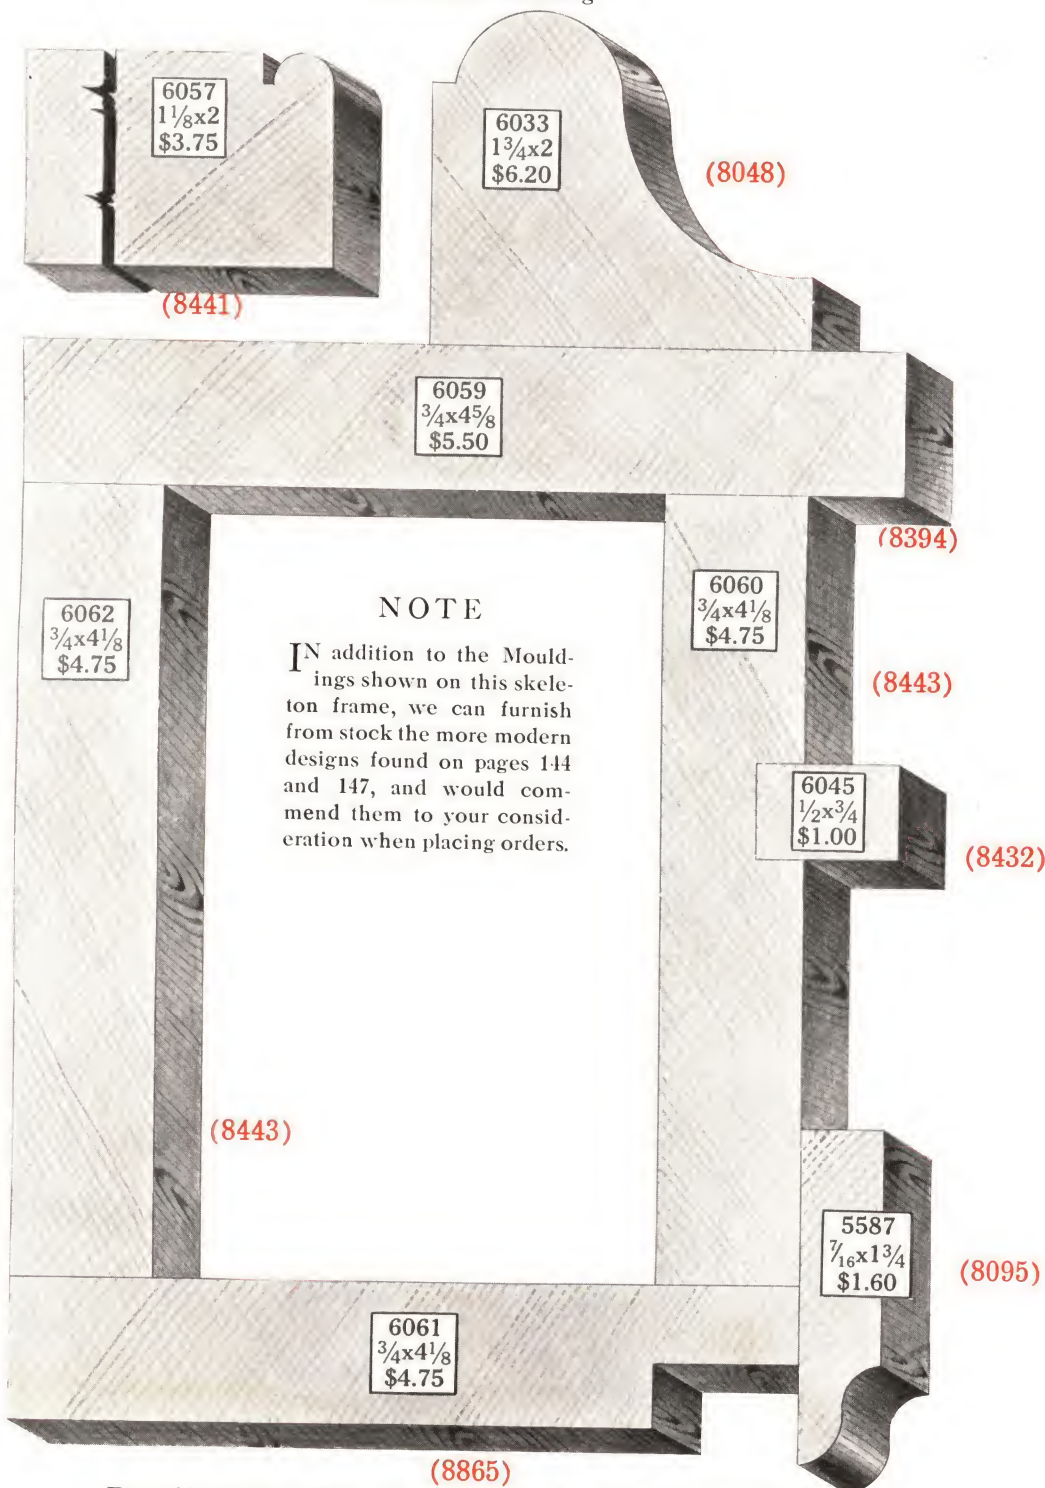 6057
1⅛x2
$3.75
(8441)
6033
1¾x2
$6.20
(8048)
6059
¾x4⅝
$5.50
(8394)
6062
¾x4⅛
$4.75
NOTE
IN addition to the Mould-
ings shown on this skele-
ton frame, we can furnish
from stock the more modern
designs found on pages 144
and 147, and would com-
mend them to your consid-
eration when placing orders.
6060
¾x4⅛
$4.75
(8443)
6045
½x¾
$1.00
(8432)
(8443)
5587
7/16x1¾
$1.60
(8095)
6061
¾x4⅛
$4.75
(8865)